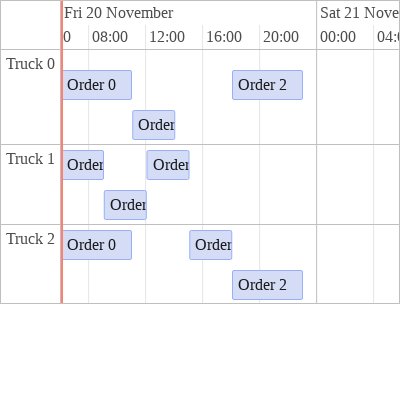 Fri 20 November Sat 21 Nove
0 08:00 12:00 16:00 20:00 00:00 04:
Truck 0
Order 0 Order 2
Order
Truck 1
Order Order
Order
Truck 2
Order 0 Order
Order 2